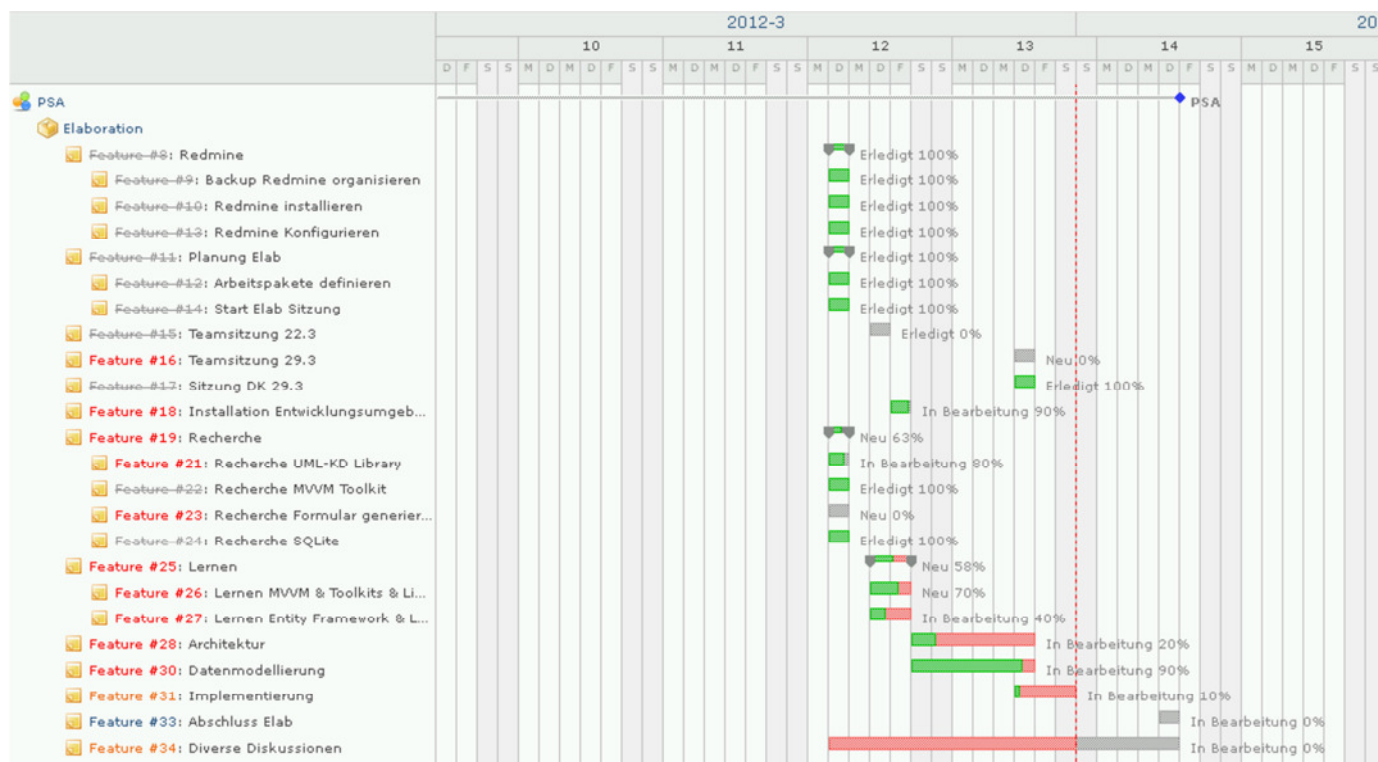 2012-3 20
10 11 12 13 14 15
D F S S M D M D F S S M D M D F S S M D M D F S S M D M D F S S M D M D F S S M D M D F S S
PSA PSA
Elaboration
Feature #8: Redmine Erledigt 100%
Feature #9: Backup Redmine organisieren Erledigt 100%
Feature #10: Redmine installieren Erledigt 100%
Feature #13: Redmine Konfigurieren Erledigt 100%
Feature #11: Planung Elab Erledigt 100%
Feature #12: Arbeitspakete definieren Erledigt 100%
Feature #14: Start Elab Sitzung Erledigt 100%
Feature #15: Teamsitzung 22.3 Erledigt 0%
Feature #16: Teamsitzung 29.3 Neu 0%
Feature #17: Sitzung DK 29.3 Erledigt 100%
Feature #18: Installation Entwicklungsumgeb... In Bearbeitung 90%
Feature #19: Recherche Neu 63%
Feature #21: Recherche UML-KD Library In Bearbeitung 80%
Feature #22: Recherche MVVM Toolkit Erledigt 100%
Feature #23: Recherche Formular generier... Neu 0%
Feature #24: Recherche SQLite Erledigt 100%
Feature #25: Lernen Neu 58%
Feature #26: Lernen MVVM & Toolkits & Li... Neu 70%
Feature #27: Lernen Entity Framework & L... In Bearbeitung 40%
Feature #28: Architektur In Bearbeitung 20%
Feature #30: Datenmodellierung In Bearbeitung 90%
Feature #31: Implementierung In Bearbeitung 10%
Feature #33: Abschluss Elab In Bearbeitung 0%
Feature #34: Diverse Diskussionen In Bearbeitung 0%